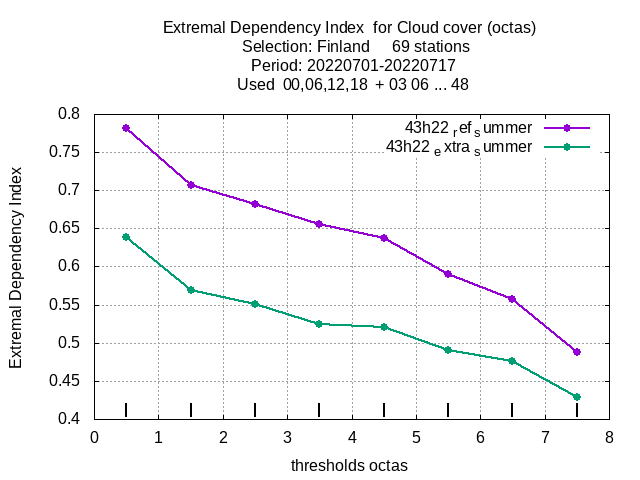 Extremal Dependency Index for Cloud cover (octas)
Selection: Finland 69 stations
Period: 20220701-20220717
Used 00,06,12,18 + 03 06 ... 48
43h22 ref summer
43h22 extra summer
0.8
0.75
0.7
0.65
0.6
0.55
0.5
0.45
0.4
Extremal Dependency Index
0 1 2 3 4 5 6 7 8
thresholds octas